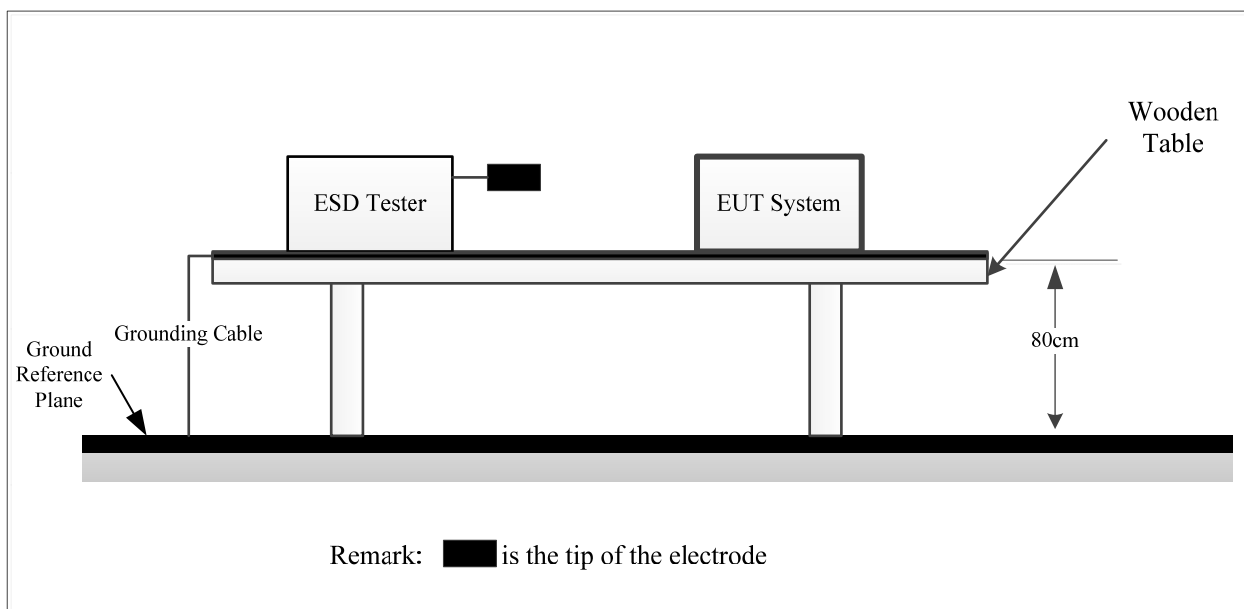 Wooden
Table
ESD Tester
EUT System
Grounding Cable
Ground
Reference
Plane
80cm
Remark: is the tip of the electrode